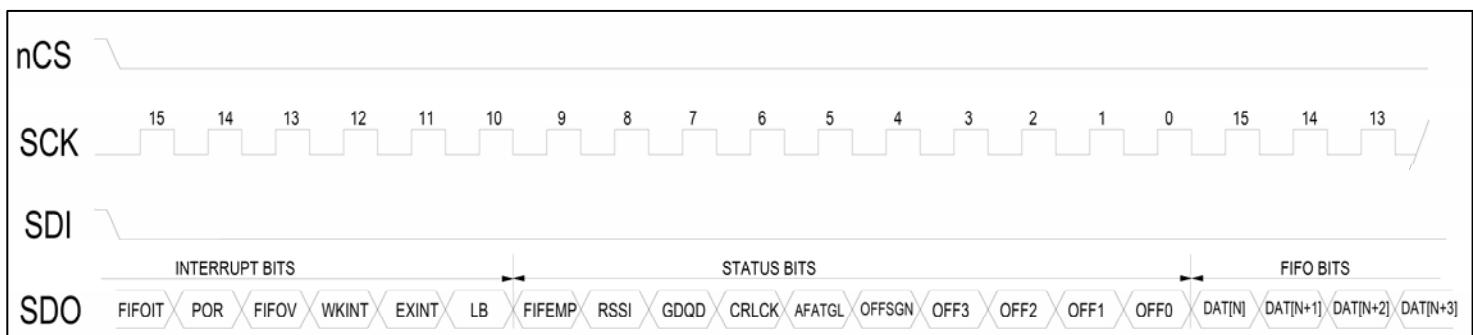 nCS
15 14 13 12 11 10 9 8 7 6 5 4 3 2 1 0 15 14 13
SCK
SDI
INTERRUPT BITS STATUS BITS FIFO BITS
SDO FIFOIT POR FIFOV WKINT EXINT LB FIFEMP RSSI GDQD CRLCK AFATGL OFFSGN OFF3 OFF2 OFF1 OFF0 DAT[N] DAT[N+1] DAT[N+2] DAT[N+3]